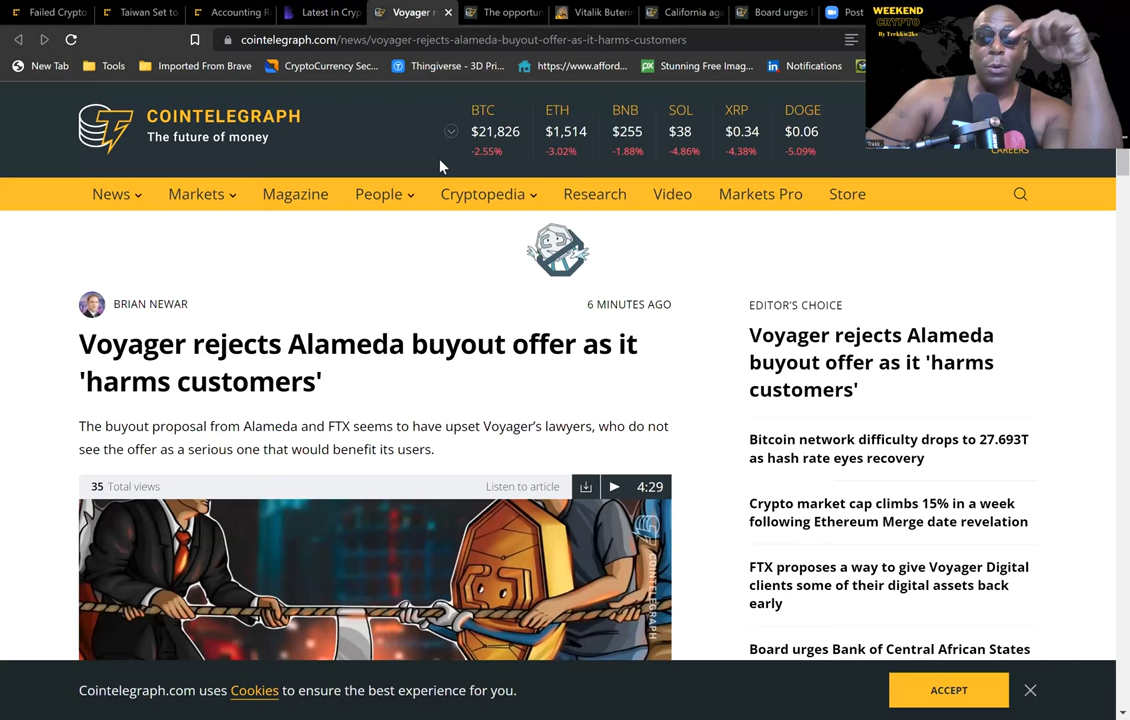 Failed Crypto
Taiwan Set to
Accounting R
Latest in Cryp
Voyager r
The opportun
Vitalik Buteri
California aga
Board urges
Post
WEEKEND
CRYPTO
By Trekkie2ks
cointelegraph.com/news/voyager-rejects-alameda-buyout-offer-as-it-harms-customers
New Tab
Tools
Imported From Brave
CryptoCurrency Sec...
Thingiverse - 3D Pri...
https://www.afford...
Stunning Free Imag...
Notifications
COINTELEGRAPH
The future of money
BTC ETH BNB SOL XRP DOGE
$21,826 $1,514 $255 $38 $0.34 $0.06
-2.55% -3.02% -1.88% -4.86% -4.38% -5.09%
Trekk...
CAREERS
News Markets Magazine People Cryptopedia Research Video Markets Pro Store
BRIAN NEWAR
6 MINUTES AGO
Voyager rejects Alameda buyout offer as it
'harms customers'
The buyout proposal from Alameda and FTX seems to have upset Voyager's lawyers, who do not
see the offer as a serious one that would benefit its users.
35 Total views
Listen to article
4:29
COINTELEGRAPH
EDITOR'S CHOICE
Voyager rejects Alameda
buyout offer as it 'harms
customers'
Bitcoin network difficulty drops to 27.693T
as hash rate eyes recovery
Crypto market cap climbs 15% in a week
following Ethereum Merge date revelation
FTX proposes a way to give Voyager Digital
clients some of their digital assets back
early
Board urges Bank of Central African States
Cointelegraph.com uses Cookies to ensure the best experience for you.
ACCEPT